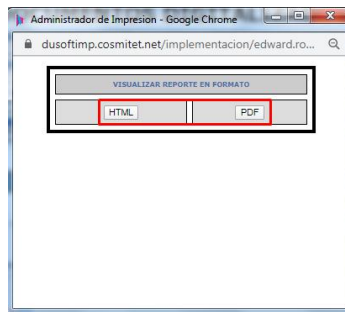 Administrador de Impresion - Google Chrome
dusoftimp.cosmitet.net/implementacion/edward.ro...
VISUALIZAR REPORTE EN FORMATO
HTML PDF